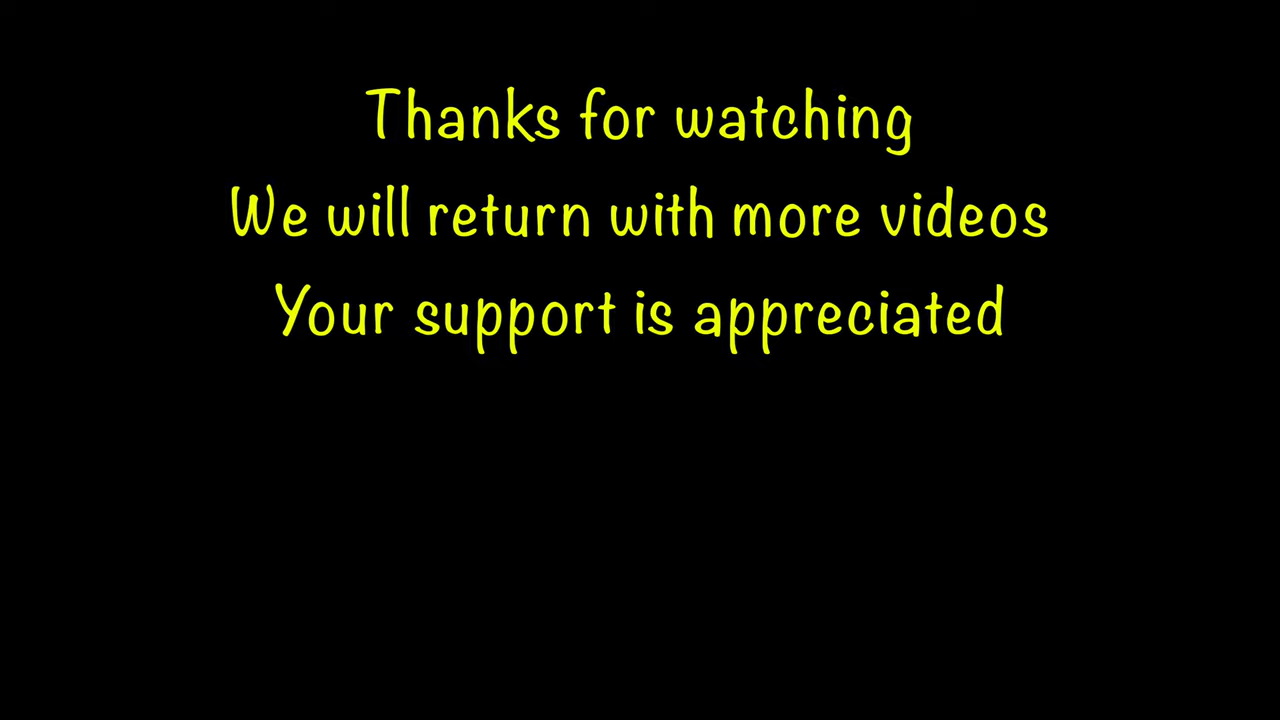 Thanks for watching
We will return with more videos
Your support is appreciated